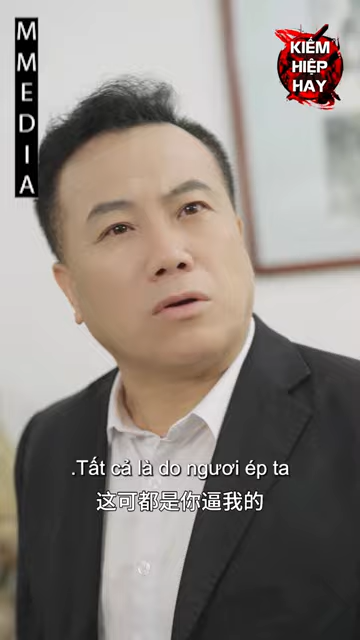 MMEDIA
KIẾM
HIỆP
HAY
.Tất cả là do ngươi ép ta
这可都是你逼我的